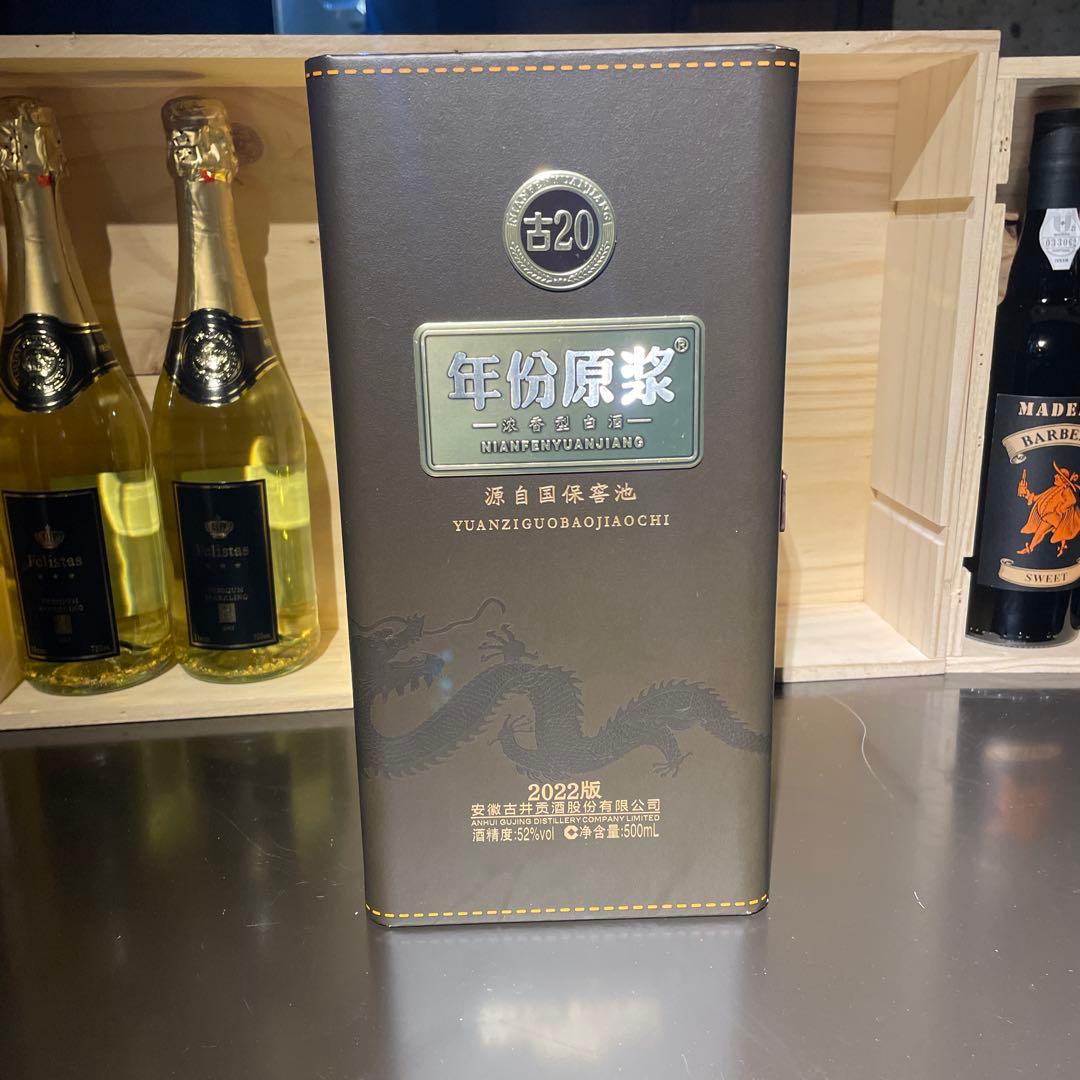 NIANFENYUANJIANG
古20
年份原浆®
浓香型白酒
NIANFENYUANJIANG
源自国保窖池
YUANZIGUOBAOJIAOCHI
2022版
安徽古井贡酒股份有限公司
ANHUI GUJING DISTILLERY COMPANY LIMITED
酒精度:52%vol 净含量:500mL
Felistas
Felistas
MADE
BARBE
SWEET